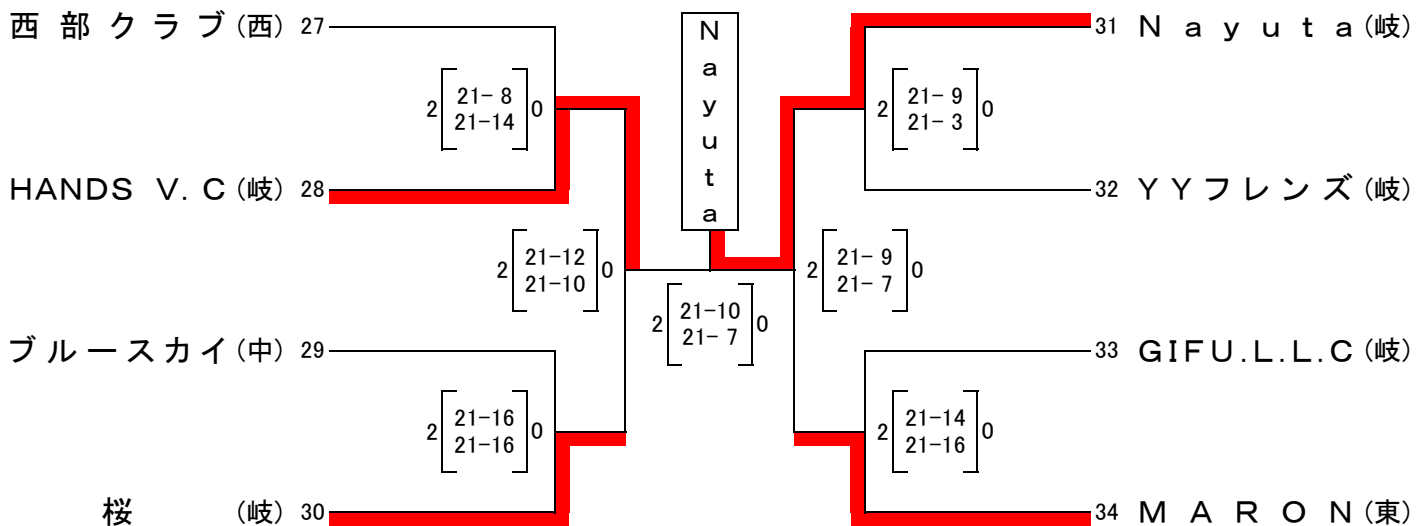 西部クラブ(西) 27
2 [21- 8 21-14] 0
HANDS V.C(岐) 28
2 [21-12 21-10] 0
ブルースカイ(中) 29
2 [21-16 21-16] 0
桜 (岐) 30
Nayuta
2 [21-10 21- 7] 0
31 Nayuta(岐)
2 [21- 9 21- 3] 0
32 YYフレンズ(岐)
2 [21- 9 21- 7] 0
33 GIFU.L.L.C(岐)
2 [21-14 21-16] 0
34 MARON(東)